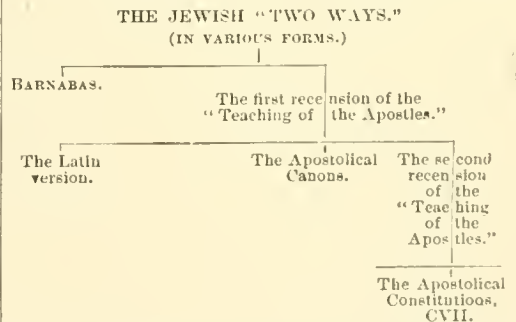 THE JEWISH “TWO WAYS.”
(IN VARIOUS FORMS.)
BARNABAS.
The first recension of the
“Teaching of the Apostles.”
The Latin
version.
The Apostolical
Canons.
The second
recension
of the
“Teaching
of the
Apostles.”
The Apostolical
Constitutions,
CVII.